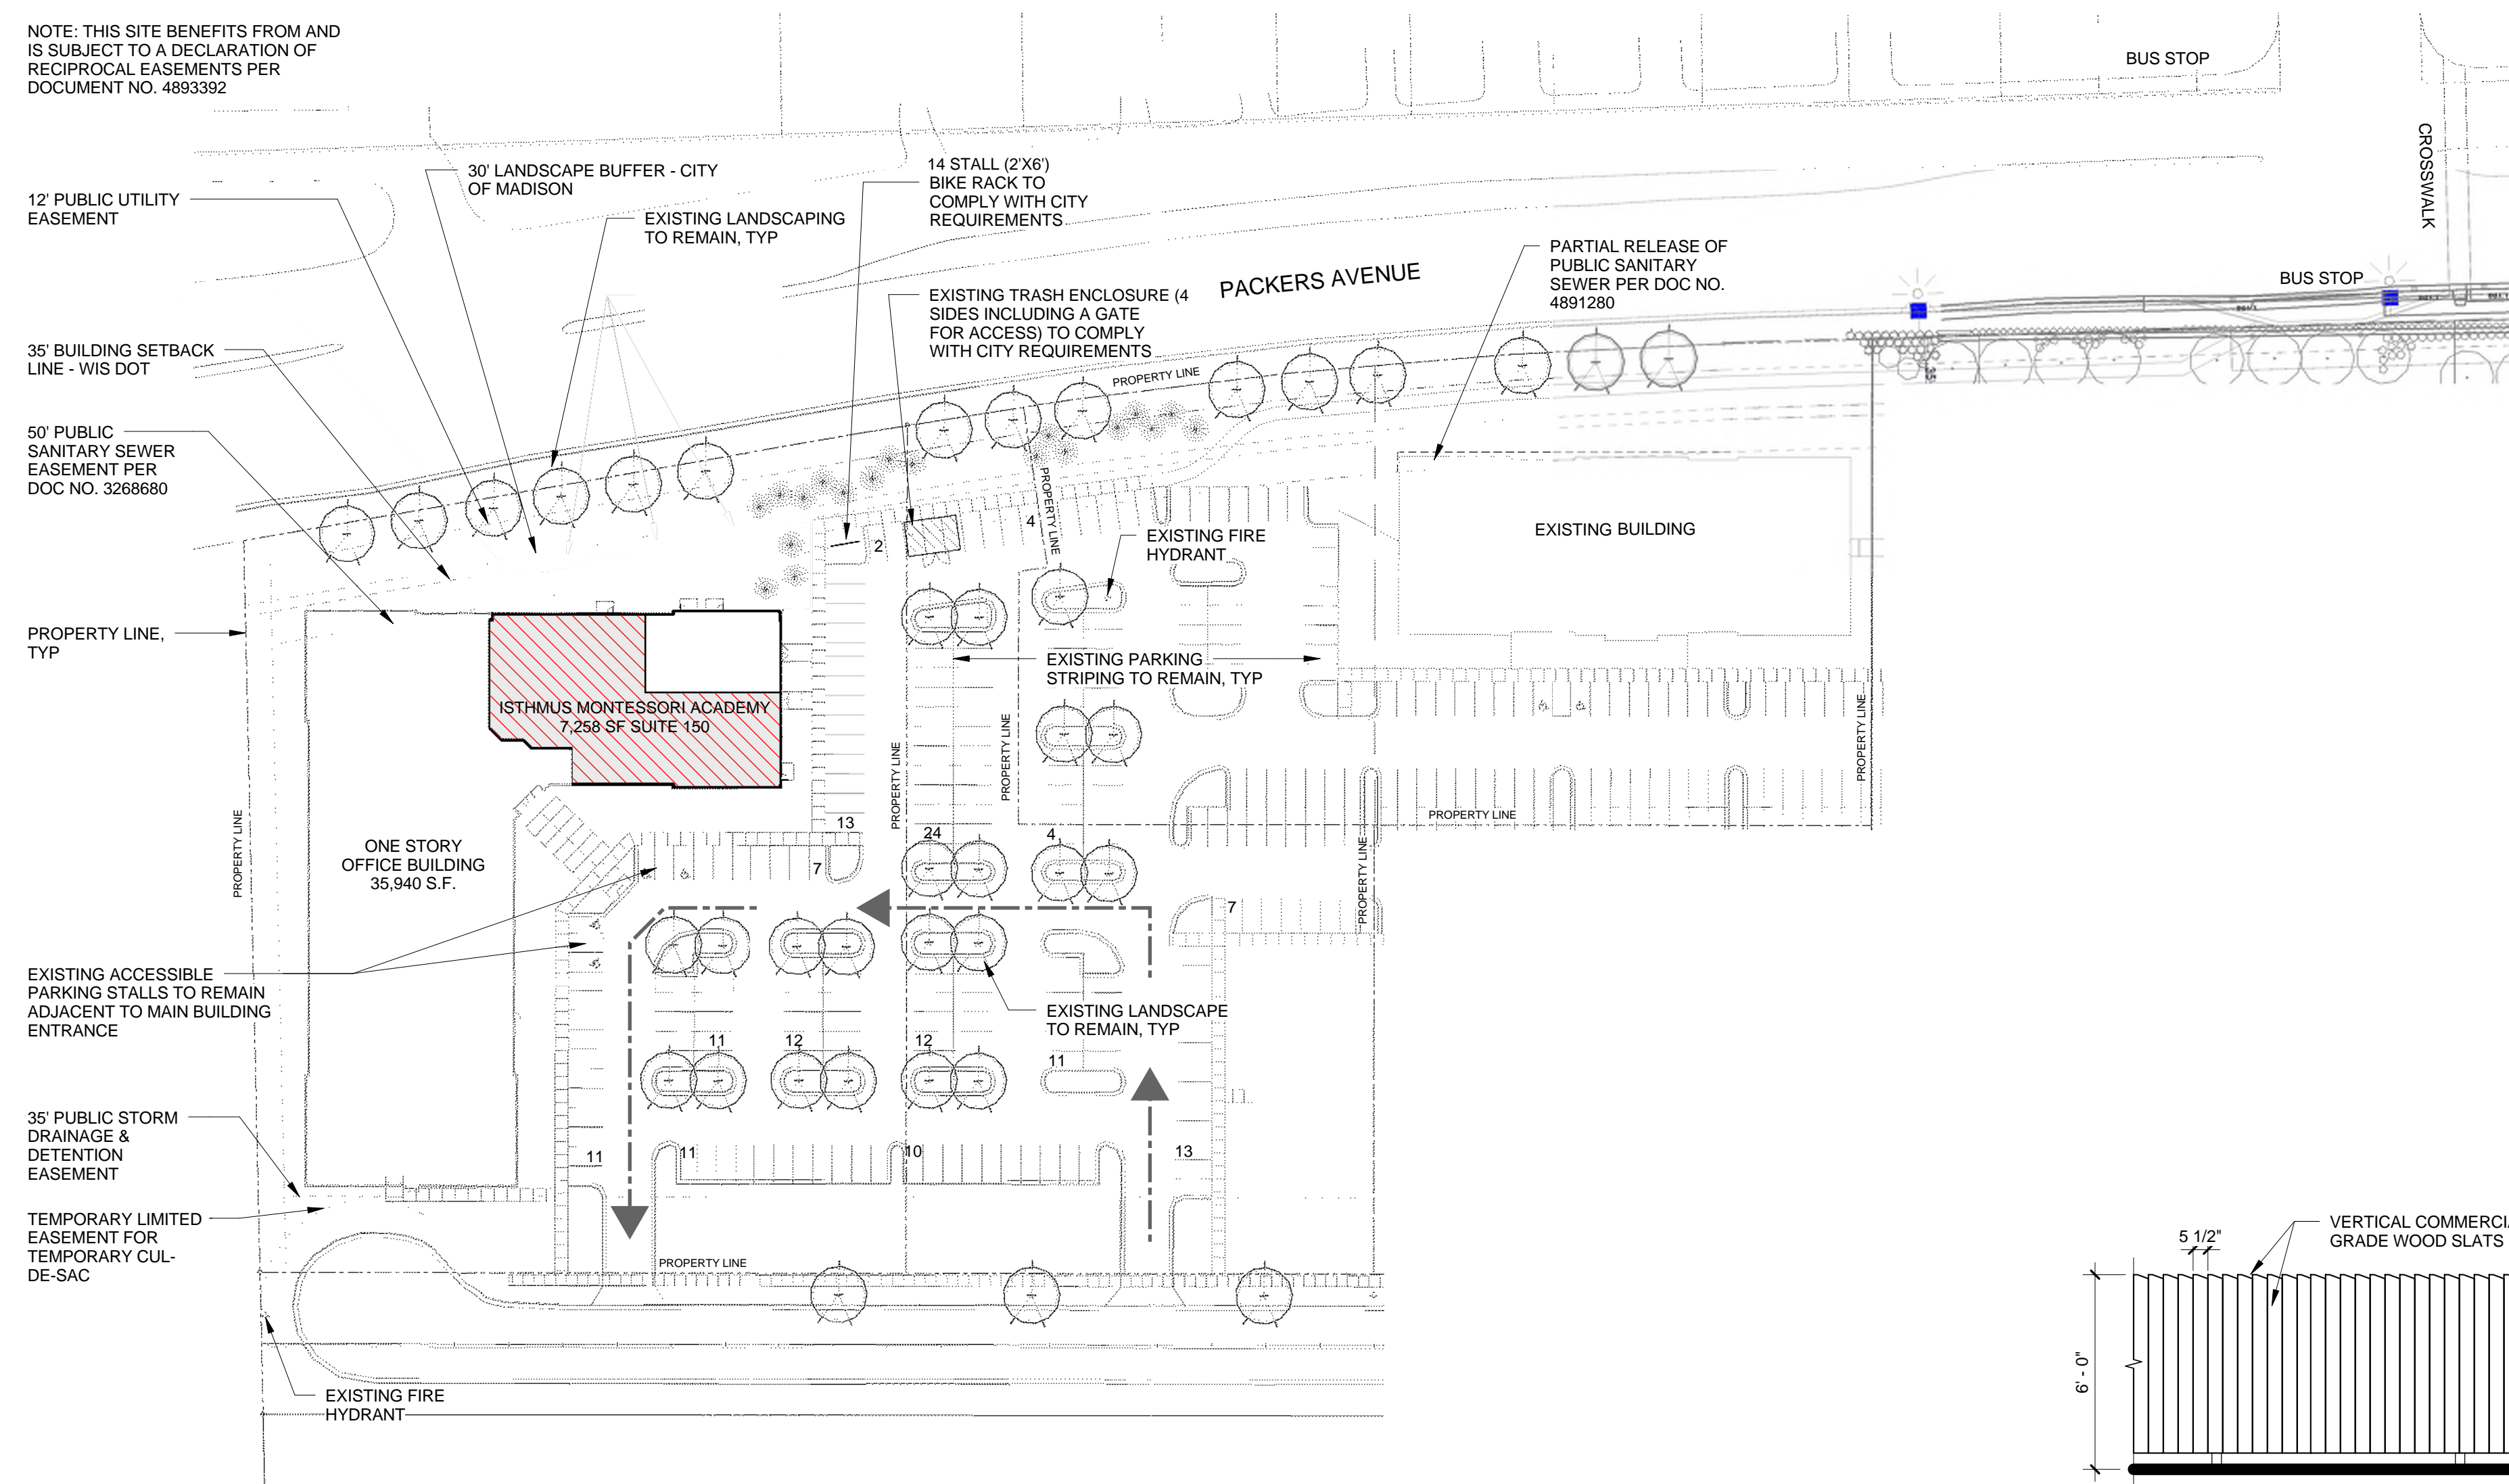 NOTE: THIS SITE BENEFITS FROM AND
IS SUBJECT TO A DECLARATION OF
RECIPROCAL EASEMENTS PER
DOCUMENT NO. 4893392
BUS STOP
CROSSWALK
30' LANDSCAPE BUFFER - CITY
OF MADISON
14 STALL (2'X6')
BIKE RACK TO
COMPLY WITH CITY
REQUIREMENTS
12' PUBLIC UTILITY
EASEMENT
EXISTING LANDSCAPING
TO REMAIN, TYP
PARTIAL RELEASE OF
PUBLIC SANITARY
SEWER PER DOC NO.
4891280
BUS STOP
PACKERS AVENUE
EXISTING TRASH ENCLOSURE (4
SIDES INCLUDING A GATE
FOR ACCESS) TO COMPLY
WITH CITY REQUIREMENTS
35' BUILDING SETBACK
LINE - WIS DOT
PROPERTY LINE
50' PUBLIC
SANITARY SEWER
EASEMENT PER
DOC NO. 3268680
PROPERTY LINE
4
2
EXISTING FIRE
HYDRANT
EXISTING BUILDING
PROPERTY LINE,
TYP
EXISTING PARKING
STRIPING TO REMAIN, TYP
ISTHMUS MONTESSORI ACADEMY
7,258 SF SUITE 150
PROPERTY LINE
PROPERTY LINE
PROPERTY LINE
PROPERTY LINE
PROPERTY LINE
PROPERTY LINE
13
24
4
7
ONE STORY
OFFICE BUILDING
35,940 S.F.
7
EXISTING ACCESSIBLE
PARKING STALLS TO REMAIN
ADJACENT TO MAIN BUILDING
ENTRANCE
EXISTING LANDSCAPE
TO REMAIN, TYP
11
12
12
11
35' PUBLIC STORM
DRAINAGE &
DETENTION
EASEMENT
11
11
10
13
TEMPORARY LIMITED
EASEMENT FOR
TEMPORARY CUL-
DE-SAC
PROPERTY LINE
5 1/2"
VERTICAL COMMERCIA
GRADE WOOD SLATS
6' - 0"
EXISTING FIRE
HYDRANT